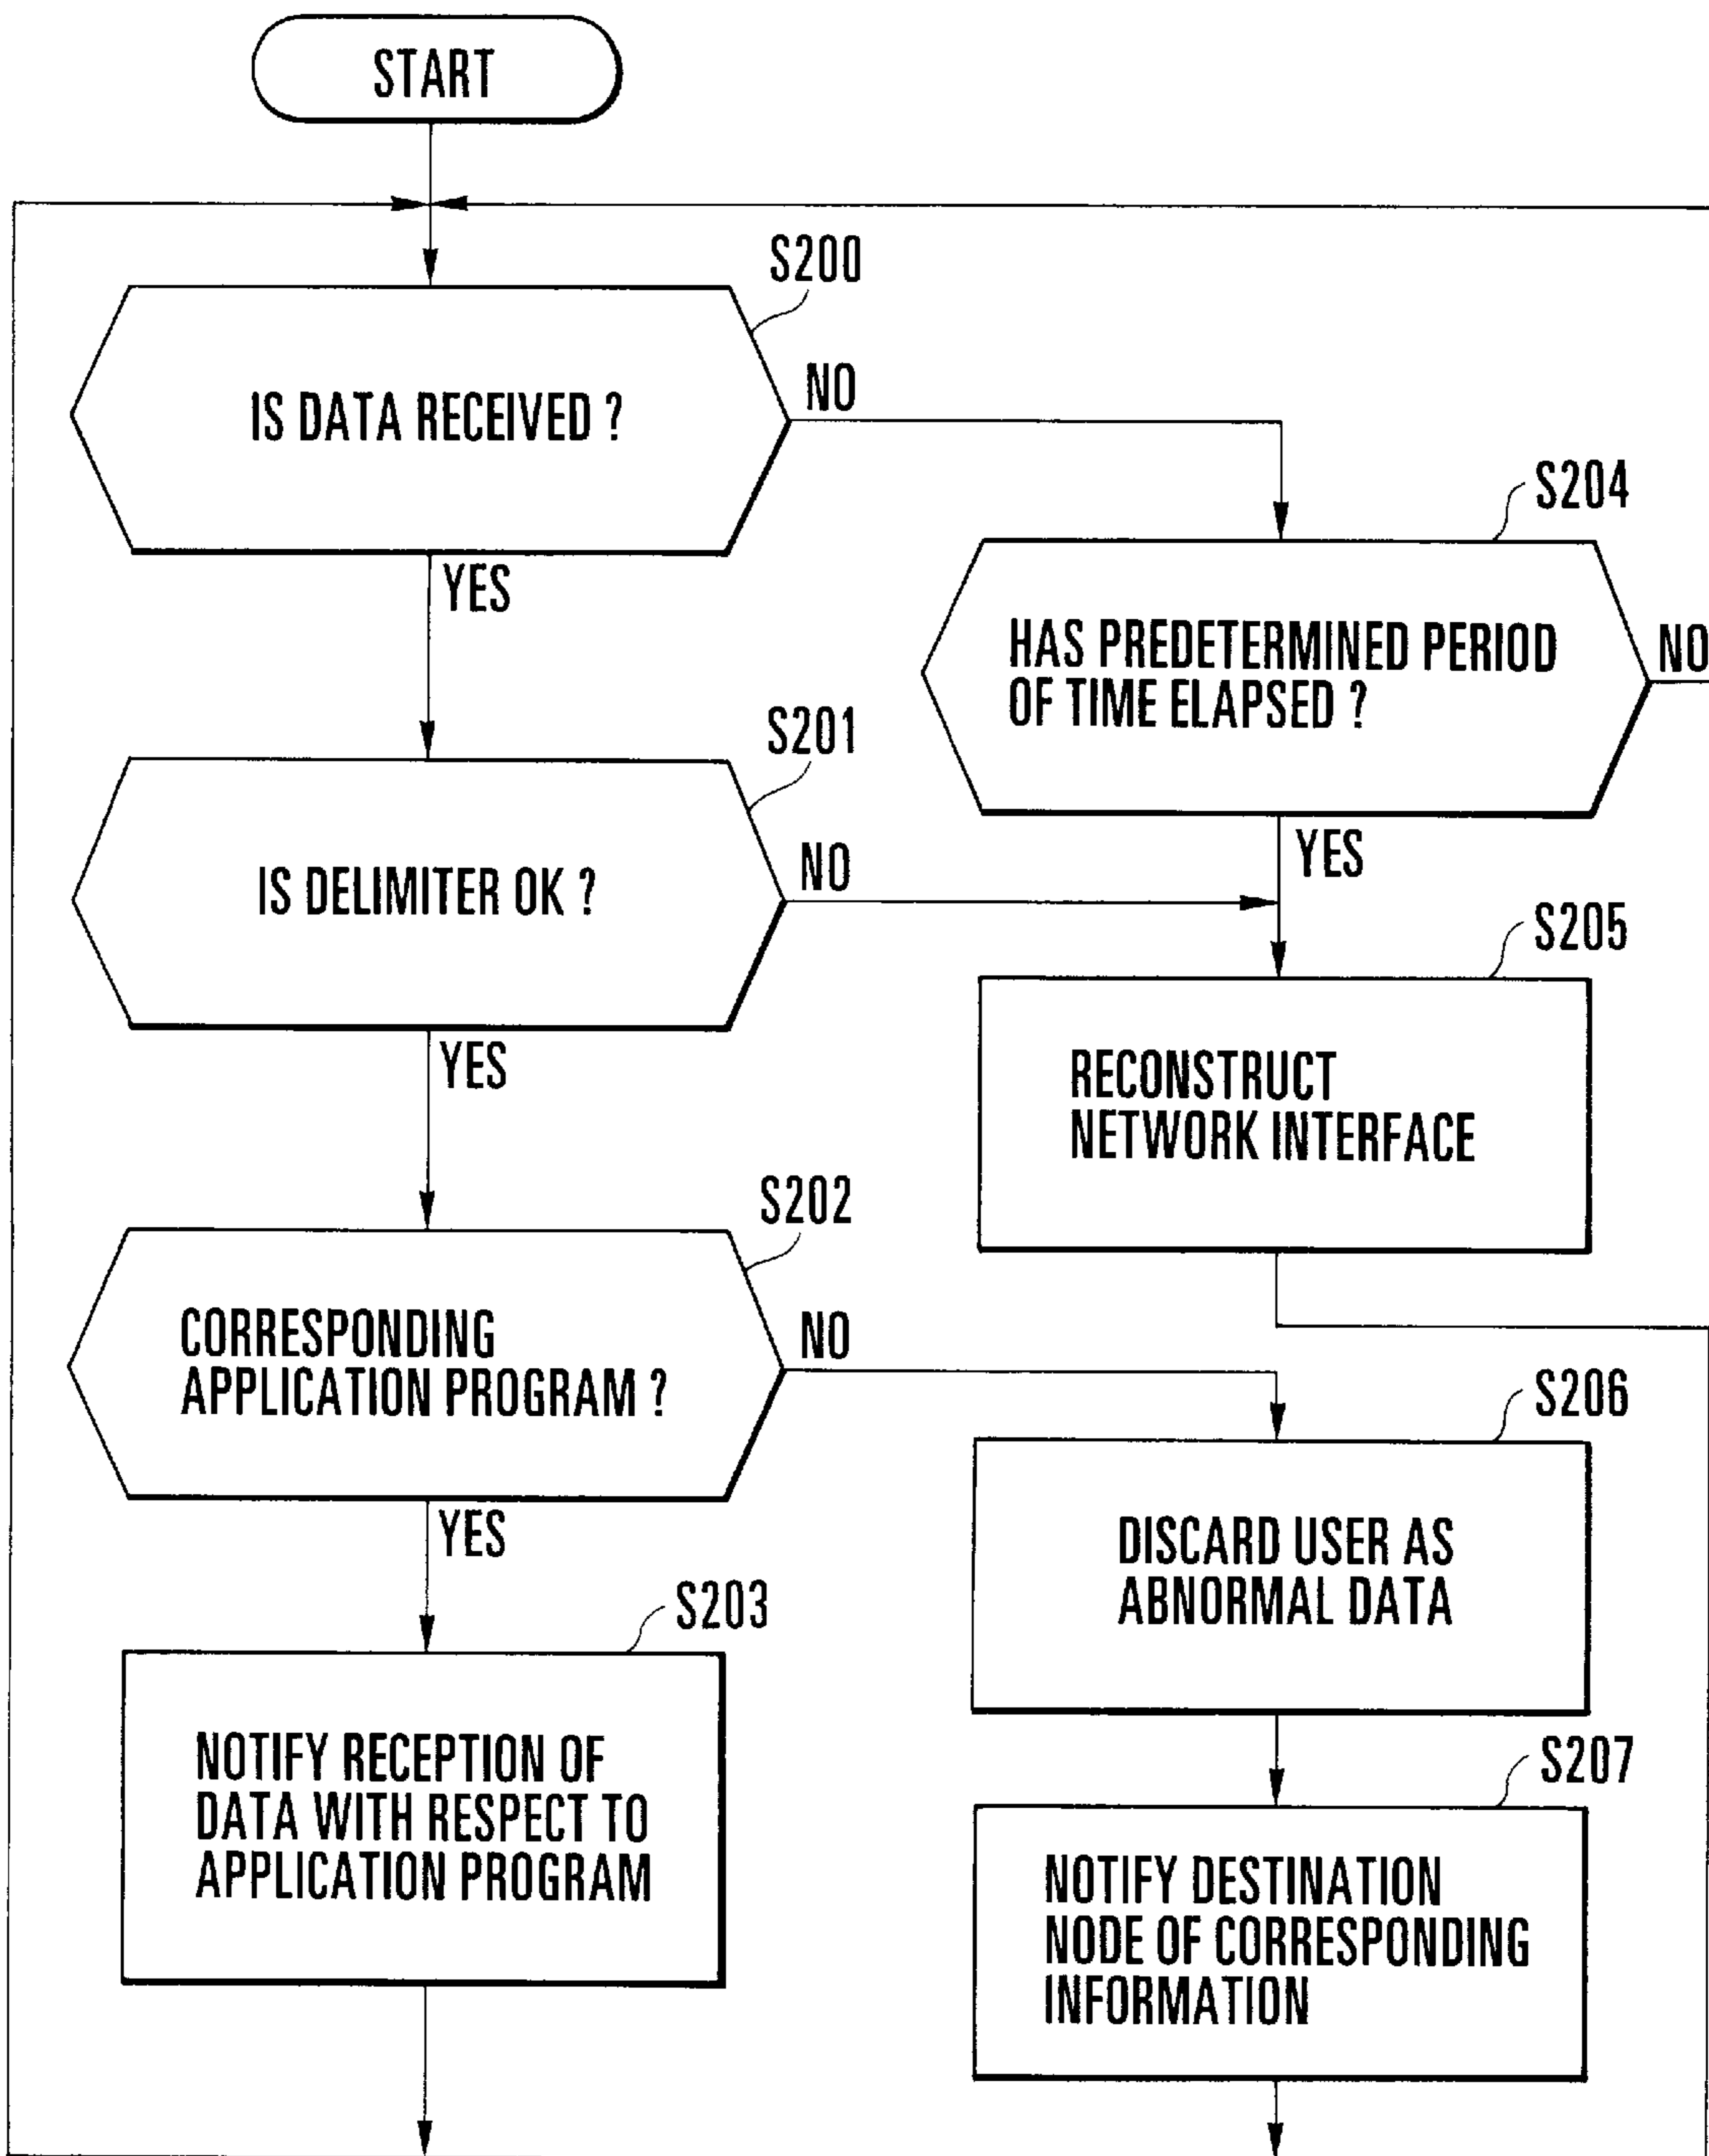 START
S200
IS DATA RECEIVED ?
NO
YES
S204
HAS PREDETERMINED PERIOD
OF TIME ELAPSED ?
NO
YES
S201
IS DELIMITER OK ?
NO
YES
S205
RECONSTRUCT
NETWORK INTERFACE
S202
CORRESPONDING
APPLICATION PROGRAM ?
NO
YES
S206
DISCARD USER AS
ABNORMAL DATA
S203
NOTIFY RECEPTION OF
DATA WITH RESPECT TO
APPLICATION PROGRAM
S207
NOTIFY DESTINATION
NODE OF CORRESPONDING
INFORMATION